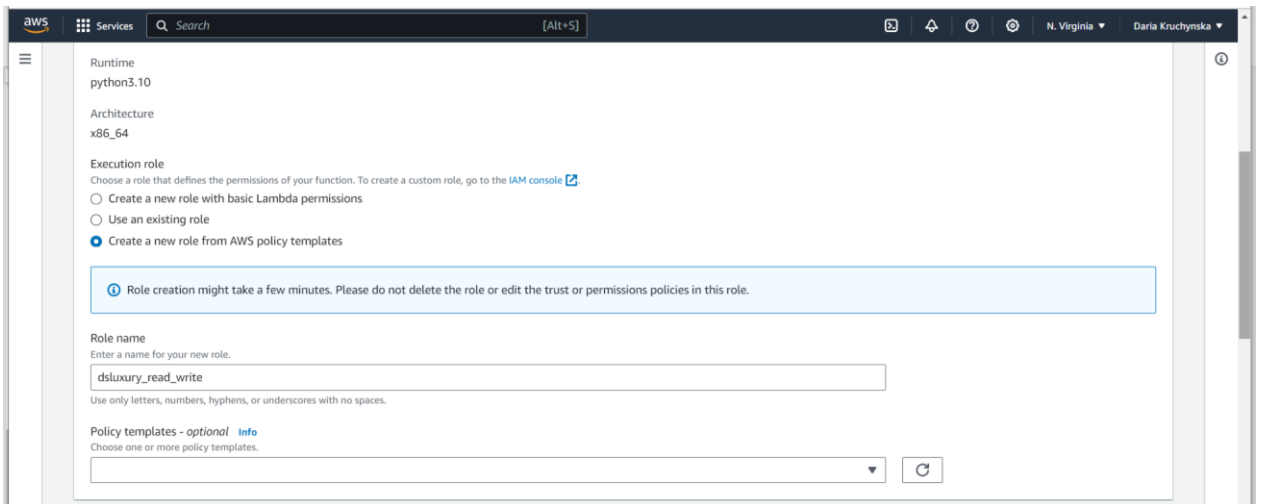 aws Services Search [Alt+S] N. Virginia Daria Kruchynska
Runtime
python3.10
Architecture
x86_64
Execution role
Choose a role that defines the permissions of your function. To create a custom role, go to the IAM console.
Create a new role with basic Lambda permissions
Use an existing role
Create a new role from AWS policy templates
Role creation might take a few minutes. Please do not delete the role or edit the trust or permissions policies in this role.
Role name
Enter a name for your new role.
dsluxury_read_write
Use only letters, numbers, hyphens, or underscores with no spaces.
Policy templates - optional Info
Choose one or more policy templates.